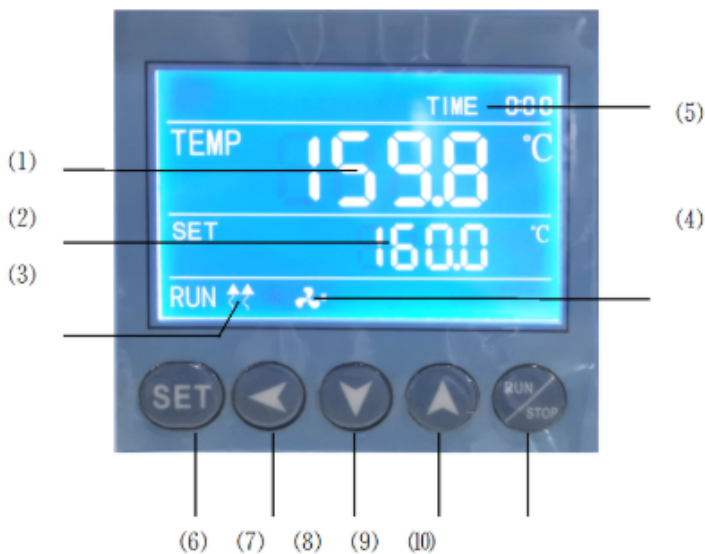 TIME 000 (5)
TEMP 159.8 ℃
(1)
(2)
SET 160.0 ℃
(4)
(3)
RUN
SET RUN/STOP
(6) (7) (8) (9) (10)